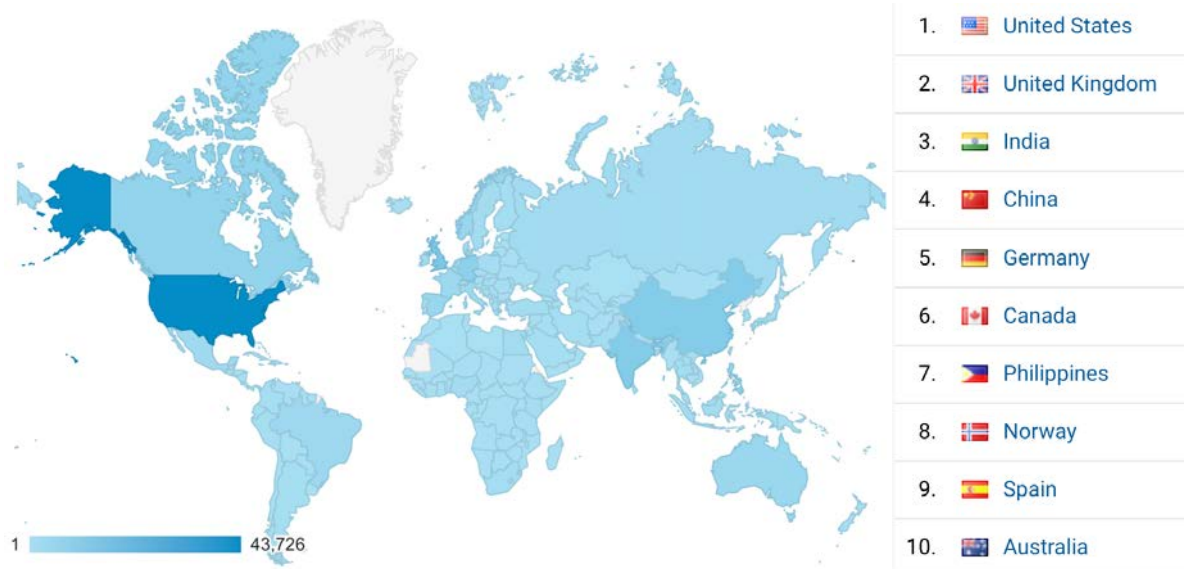 1. United States
2. United Kingdom
3. India
4. China
5. Germany
6. Canada
7. Philippines
8. Norway
9. Spain
10. Australia
1 43,726